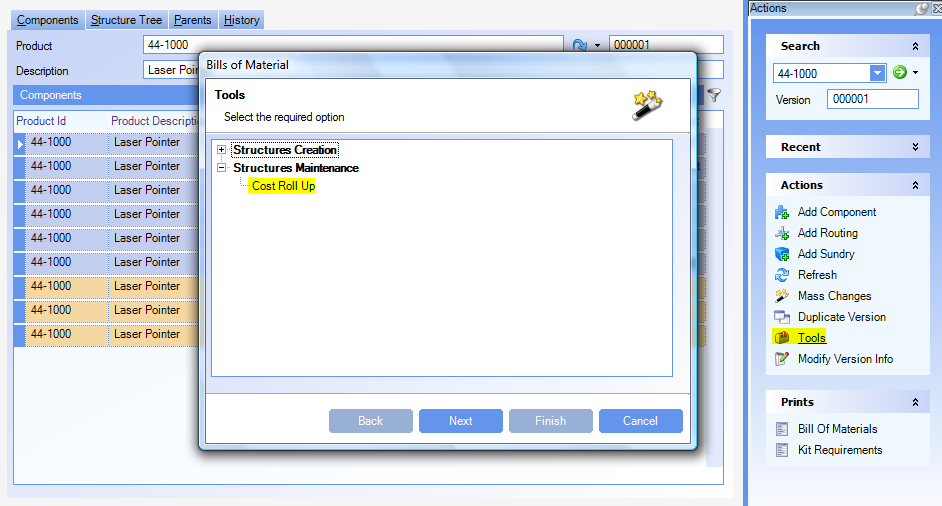 Components Structure Tree Parents History
Product 44-1000 000001
Description Laser Poin
Components
Product Id Product Descripti
44-1000 Laser Pointer
44-1000 Laser Pointer
44-1000 Laser Pointer
44-1000 Laser Pointer
44-1000 Laser Pointer
44-1000 Laser Pointer
44-1000 Laser Pointer
44-1000 Laser Pointer
44-1000 Laser Pointer
Bills of Material
Tools
Select the required option
Structures Creation
Structures Maintenance
Cost Roll Up
Back Next Finish Cancel
Actions
Search
44-1000
Version 000001
Recent
Actions
Add Component
Add Routing
Add Sundry
Refresh
Mass Changes
Duplicate Version
Tools
Modify Version Info
Prints
Bill Of Materials
Kit Requirements